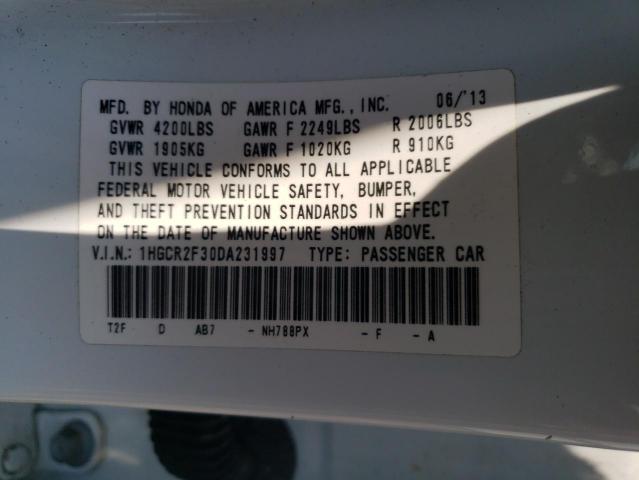 MFD. BY HONDA OF AMERICA MFG., INC. 06/'13
GVWR 4200LBS GAWR F 2249LBS R 2006LBS
GVWR 1905KG GAWR F 1020KG R 910KG
THIS VEHICLE CONFORMS TO ALL APPLICABLE
FEDERAL MOTOR VEHICLE SAFETY, BUMPER,
AND THEFT PREVENTION STANDARDS IN EFFECT
ON THE DATE OF MANUFACTURE SHOWN ABOVE.
V.I.N.: 1HGCR2F30DA231997 TYPE: PASSENGER CAR
T2F D AB7 - NH788PX - F - A